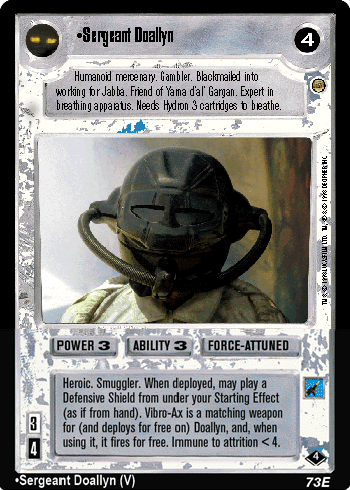 •Sergeant Doallyn
4
Humanoid mercenary. Gambler. Blackmailed into
working for Jabba. Friend of Yarna d'al' Gargan. Expert in
breathing apparatus. Needs Hydron 3 cartridges to breathe.
POWER 3 ABILITY 3 FORCE-ATTUNED
Heroic. Smuggler. When deployed, may play a
Defensive Shield from under your Starting Effect
(as if from hand). Vibro-Ax is a matching weapon
for (and deploys for free on) Doallyn, and, when
using it, it fires for free. Immune to attrition < 4.
3
4
4
•Sergeant Doallyn (V)
73E